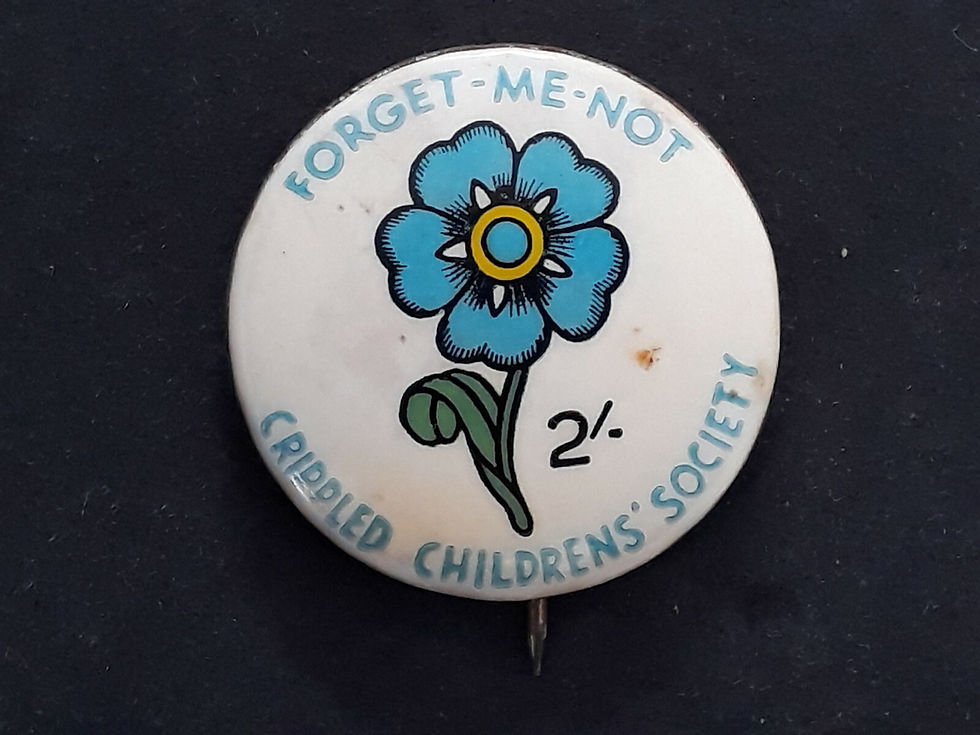 FORGET-ME-NOT
2/-
CRIPPLED CHILDRENS' SOCIETY